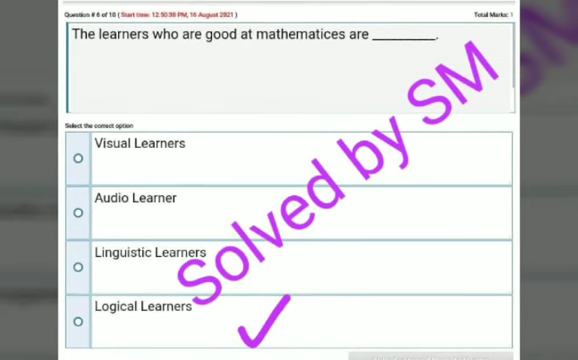 Question # 6 of 10 ( Start time: 12:50:38 PM, 16 August 2021 )
Total Marks: 1
The learners who are good at mathematices are __________.
Select the correct option
Visual Learners
Audio Learner
Linguistic Learners
Logical Learners
Solved by SM